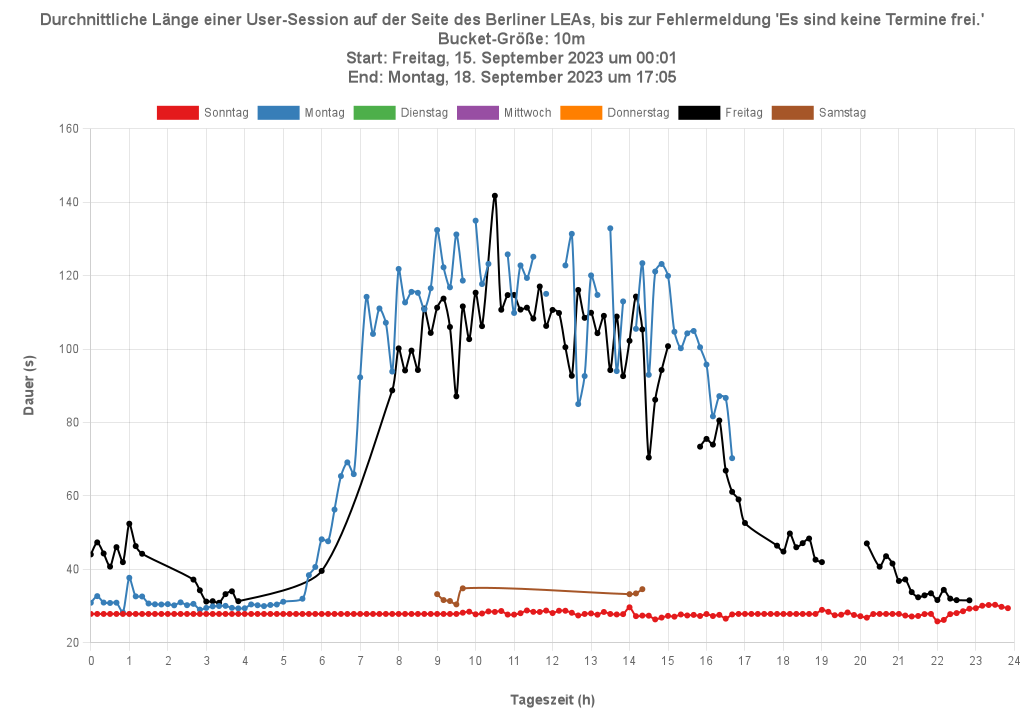 Durchnittliche Länge einer User-Session auf der Seite des Berliner LEAs, bis zur Fehlermeldung 'Es sind keine Termine frei.'
Bucket-Größe: 10m
Start: Freitag, 15. September 2023 um 00:01
End: Montag, 18. September 2023 um 17:05
Sonntag Montag Dienstag Mittwoch Donnerstag Freitag Samstag
160
140
120
100
80
60
40
20
Dauer (s)
0 1 2 3 4 5 6 7 8 9 10 11 12 13 14 15 16 17 18 19 20 21 22 23 24
Tageszeit (h)